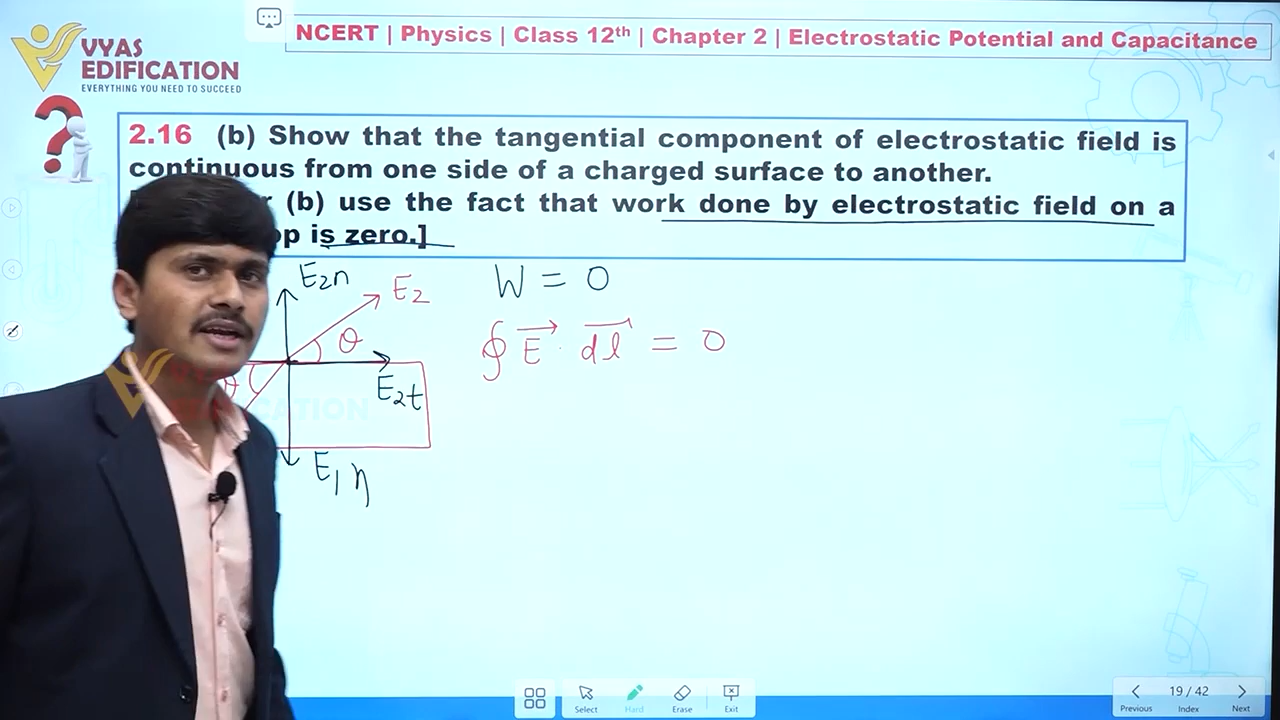 NCERT | Physics | Class 12th | Chapter 2 | Electrostatic Potential and Capacitance
VYAS
EDIFICATION
EVERYTHING YOU NEED TO SUCCEED
2.16 (b) Show that the tangential component of electrostatic field is
continuous from one side of a charged surface to another.
(b) use the fact that work done by electrostatic field on a
is zero.]
E2n
E2
W = 0
θ
∮ E · dl = 0
θ
E2t
E1n
Select
Hard
Erase
Exit
19 / 42
Previous
Index
Next